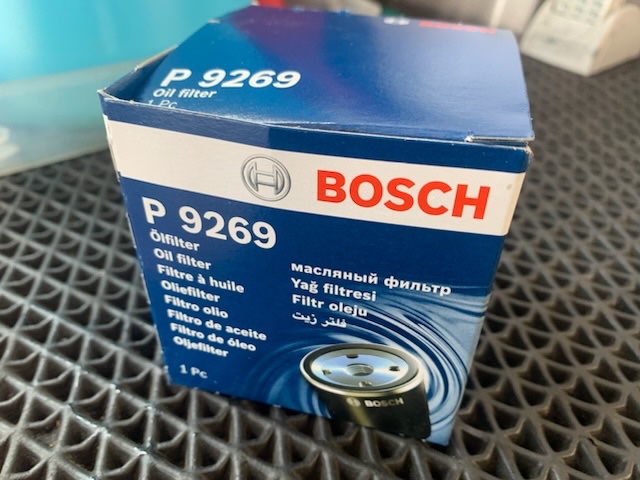 P 9269
Oil filter
1 Pc
BOSCH
P 9269
Ölfilter
Oil filter
Filtre à huile
Oliefilter
Filtro olio
Filtro de aceite
Filtro de óleo
Oljefilter
масляный фильтр
Yağ filtresi
Filtr oleju
فلتر زيت
1 Pc
BOSCH